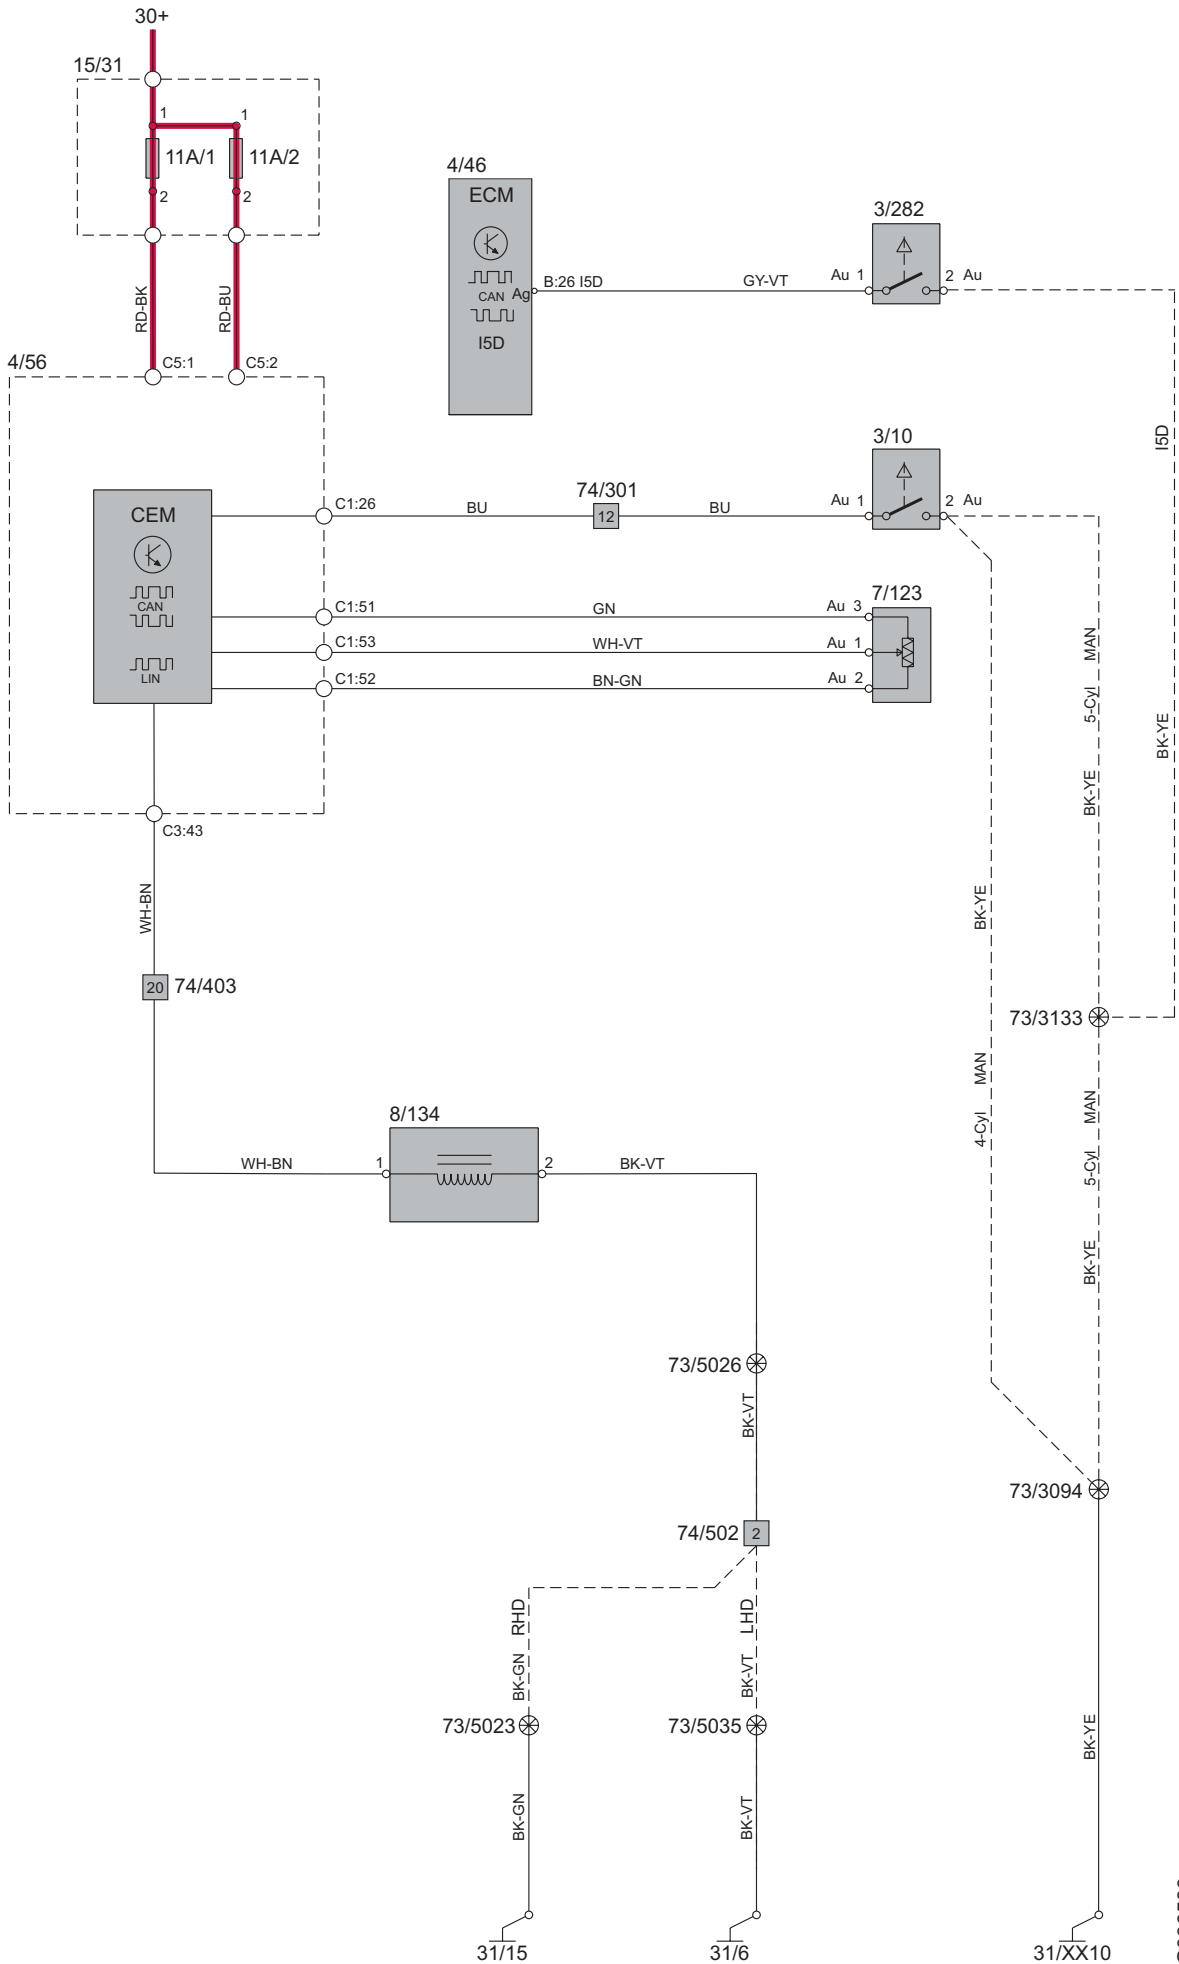 30+
15/31
1
1
11A/1
11A/2
2
2
RD-BK
RD-BU
4/56
C5:1
C5:2
4/46
ECM
CAN
Ag
I5D
B:26 I5D
GY-VT
3/282
Au 1
2 Au
I5D
BK-YE
3/10
CEM
CAN
LIN
C1:26
BU
74/301
12
BU
Au 1
2 Au
7/123
C1:51
GN
Au 3
C1:53
WH-VT
Au 1
C1:52
BN-GN
Au 2
MAN
5-Cyl
BK-YE
C3:43
WH-BN
20
74/403
BK-YE
MAN
4-Cyl
73/3133
MAN
5-Cyl
BK-YE
8/134
WH-BN
1
2
BK-VT
73/5026
BK-VT
73/3094
74/502
2
RHD
BK-GN
LHD
BK-VT
73/5023
73/5035
BK-GN
BK-VT
BK-YE
31/15
31/6
31/XX10